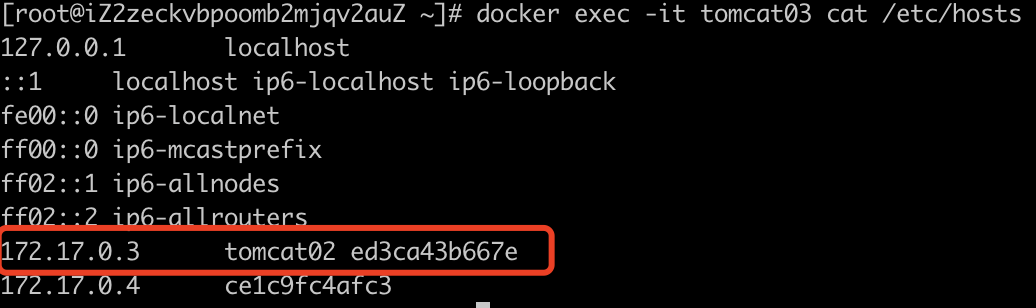 [root@iZ2zeckvbpoomb2mjqv2auZ ~]# docker exec -it tomcat03 cat /etc/hosts
127.0.0.1 localhost
::1 localhost ip6-localhost ip6-loopback
fe00::0 ip6-localnet
ff00::0 ip6-mcastprefix
ff02::1 ip6-allnodes
ff02::2 ip6-allrouters
172.17.0.3 tomcat02 ed3ca43b667e
172.17.0.4 ce1c9fc4afc3